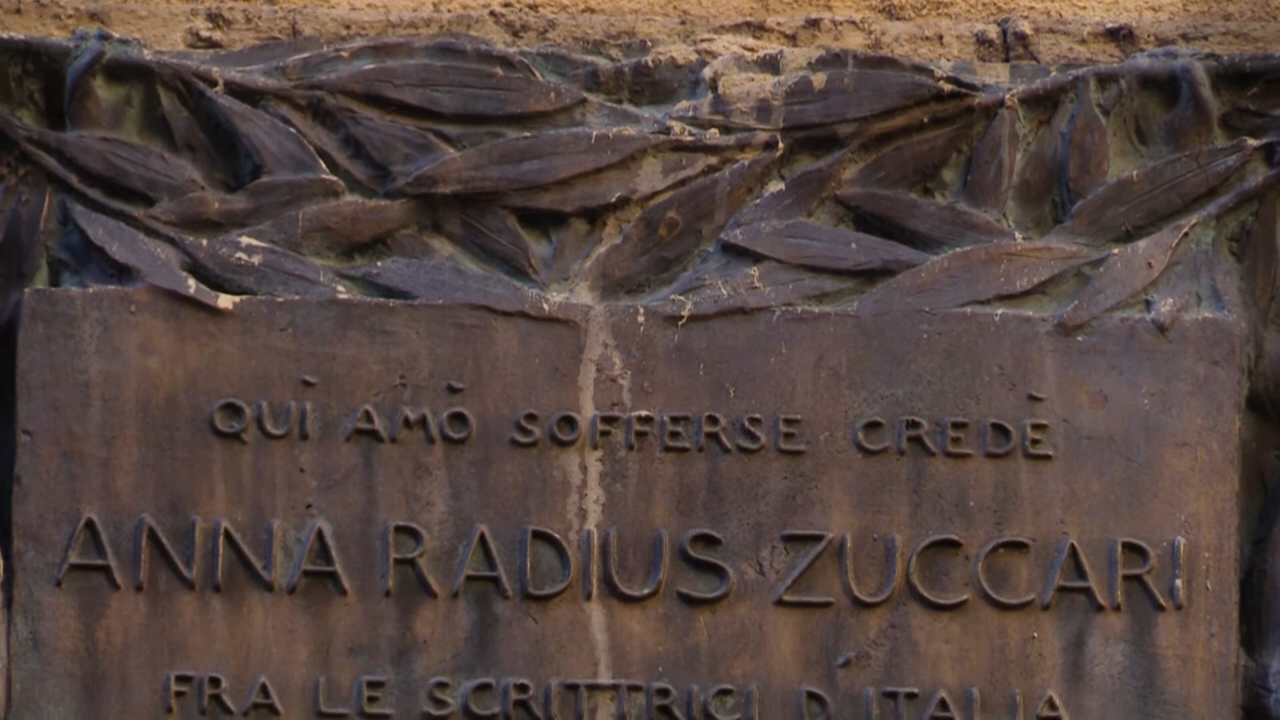 QUI AMÒ SOFFERSE CREDÈ
ANNA RADIUS ZUCCARI
FRA LE SCRITTRICI D'ITALIA